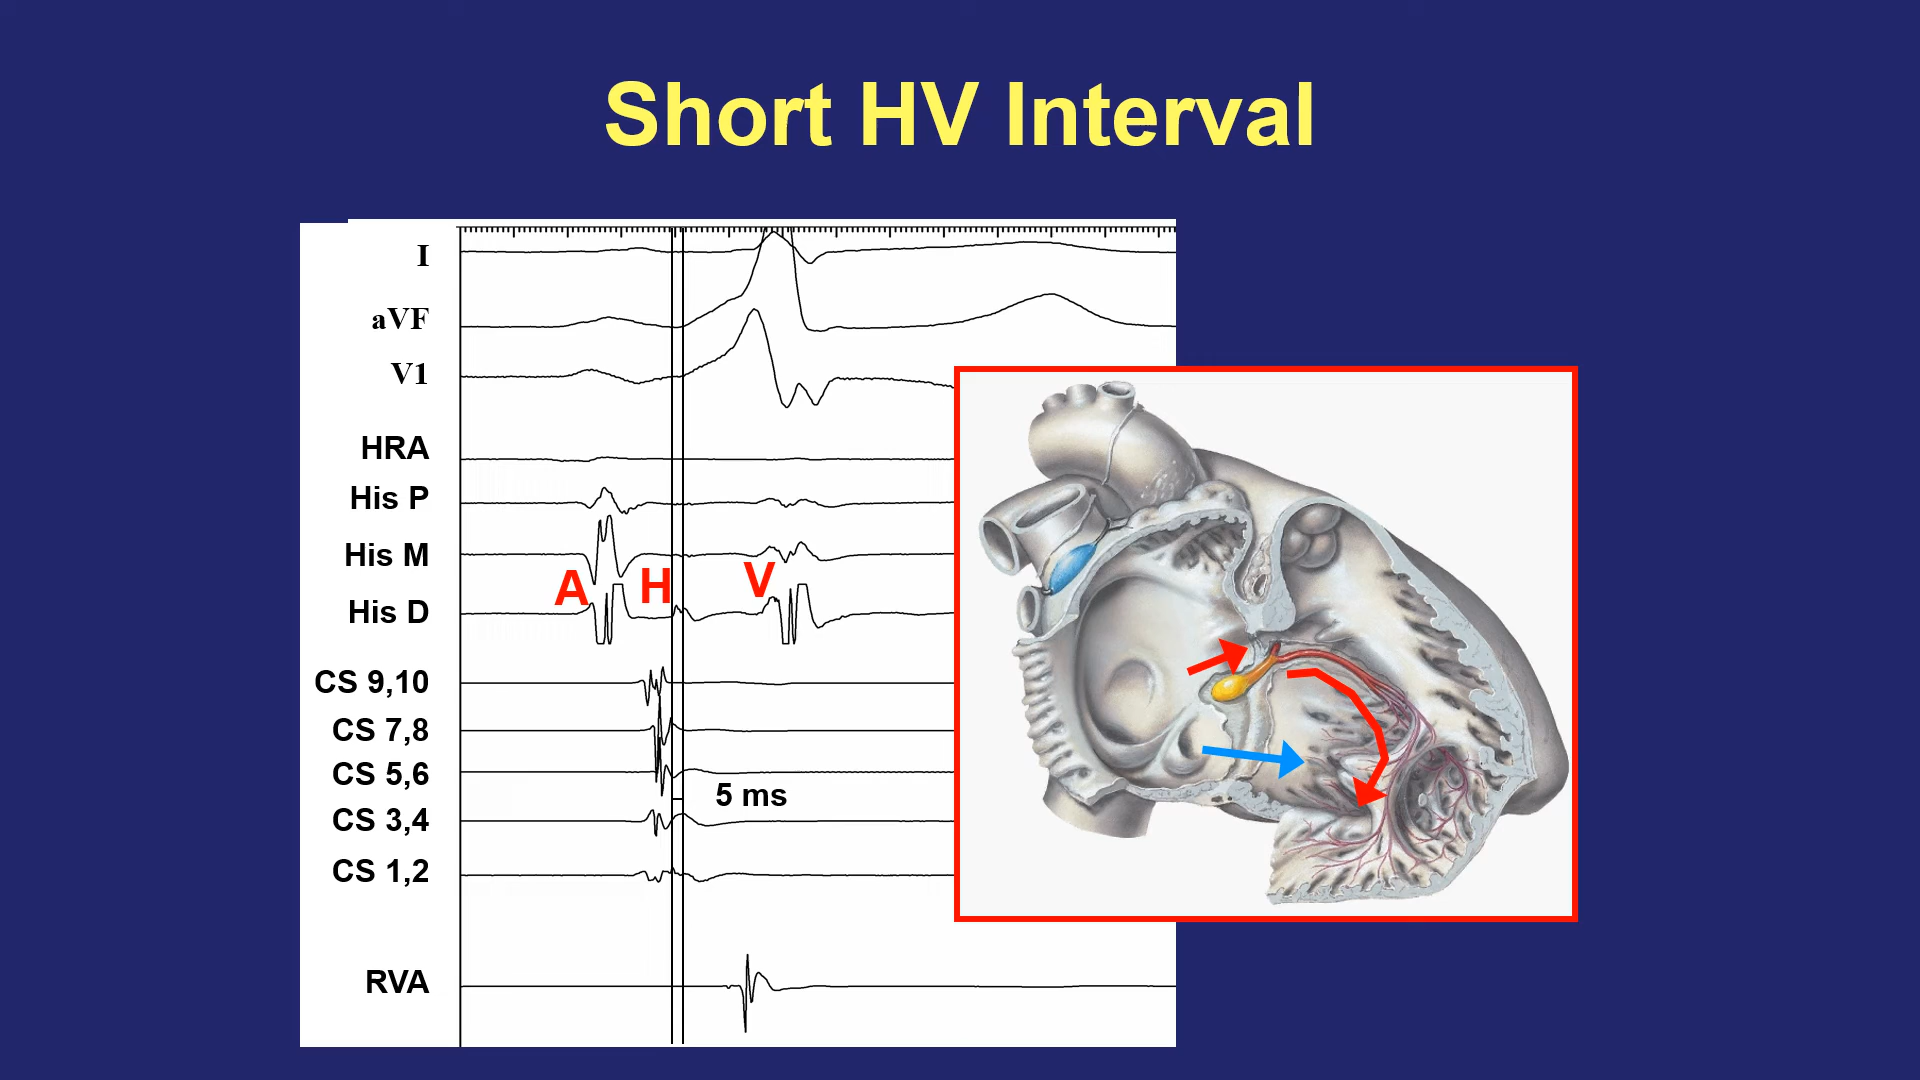 Short HV Interval
I
aVF
V1
HRA
His P
His M
A H V
His D
CS 9,10
CS 7,8
CS 5,6
5 ms
CS 3,4
CS 1,2
RVA